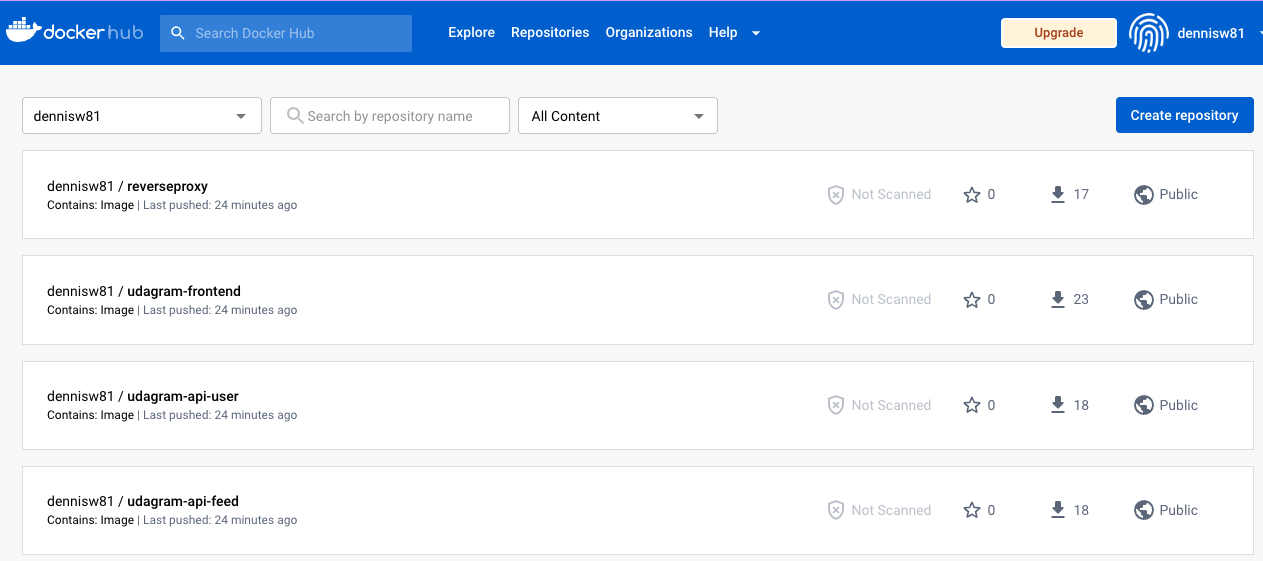 dockerhub Search Docker Hub Explore Repositories Organizations Help Upgrade dennisw81
dennisw81 Search by repository name All Content Create repository
dennisw81 / reverseproxy
Contains: Image | Last pushed: 24 minutes ago
Not Scanned 0 17 Public
dennisw81 / udagram-frontend
Contains: Image | Last pushed: 24 minutes ago
Not Scanned 0 23 Public
dennisw81 / udagram-api-user
Contains: Image | Last pushed: 24 minutes ago
Not Scanned 0 18 Public
dennisw81 / udagram-api-feed
Contains: Image | Last pushed: 24 minutes ago
Not Scanned 0 18 Public